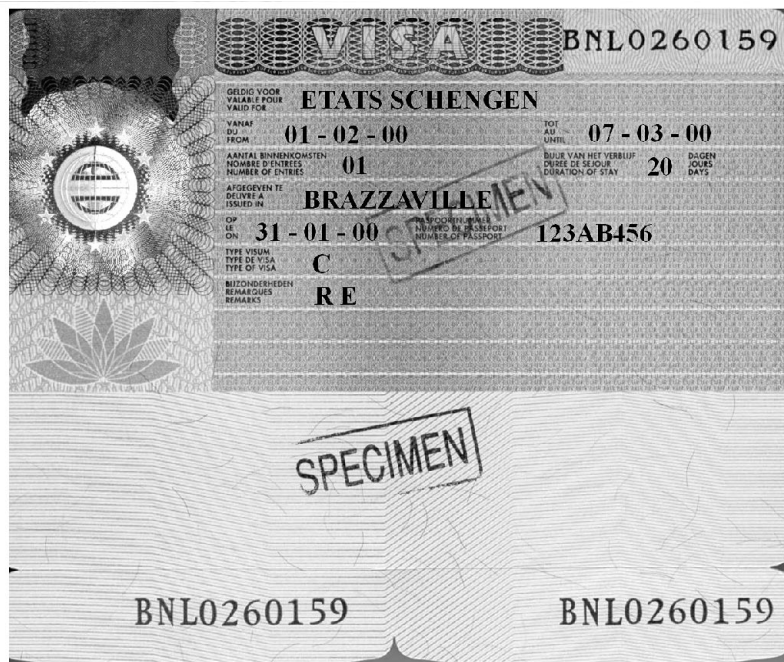 VISA BNL0260159
GELDIG VOOR
VALABLE POUR
VALID FOR
ETATS SCHENGEN
VANAF
DU
FROM
01 - 02 - 00
TOT
AU
UNTIL
07 - 03 - 00
AANTAL BINNENKOMSTEN
NOMBRE D'ENTREES
NUMBER OF ENTRIES
01
DUUR VAN HET VERBLIJF
DUREE DE SEJOUR
DURATION OF STAY
20
DAGEN
JOURS
DAYS
AFGEGEVEN TE
DELIVRE A
ISSUED IN
BRAZZAVILLE
OP
LE
ON
31 - 01 - 00
PASPOORTNUMMER
NUMERO DE PASSEPORT
NUMBER OF PASSPORT
123AB456
SPECIMEN
TYPE VISUM
TYPE DE VISA
TYPE OF VISA
C
BIJZONDERHEDEN
REMARQUES
REMARKS
R E
SPECIMEN
BNL0260159 BNL0260159